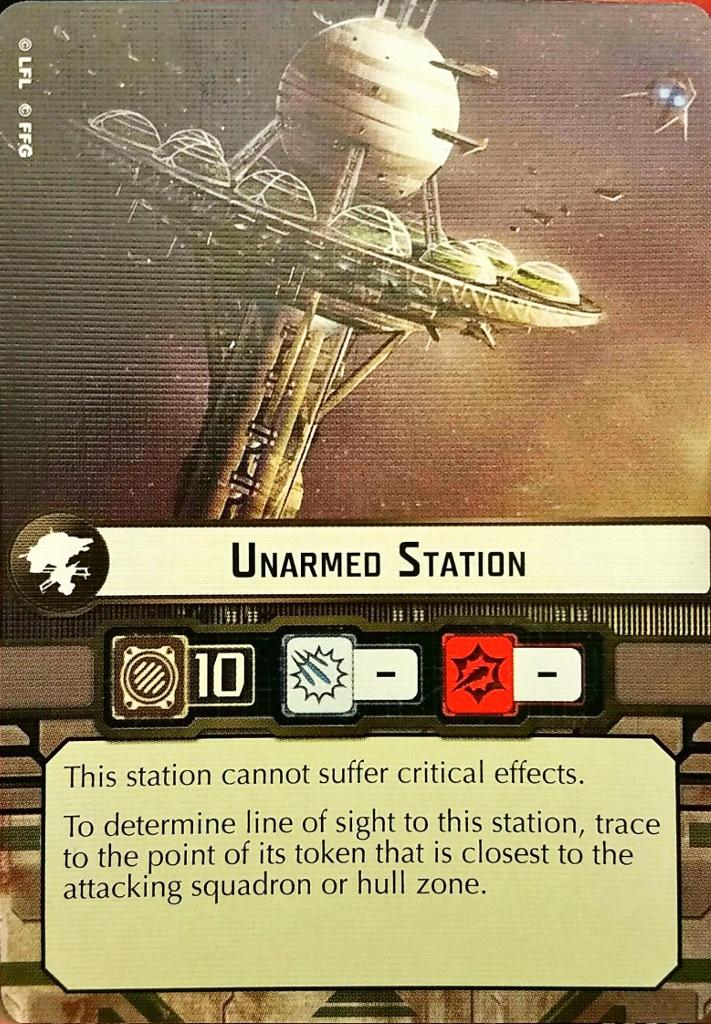 © LFL © FFG
UNARMED STATION
10 - -
This station cannot suffer critical effects.
To determine line of sight to this station, trace
to the point of its token that is closest to the
attacking squadron or hull zone.